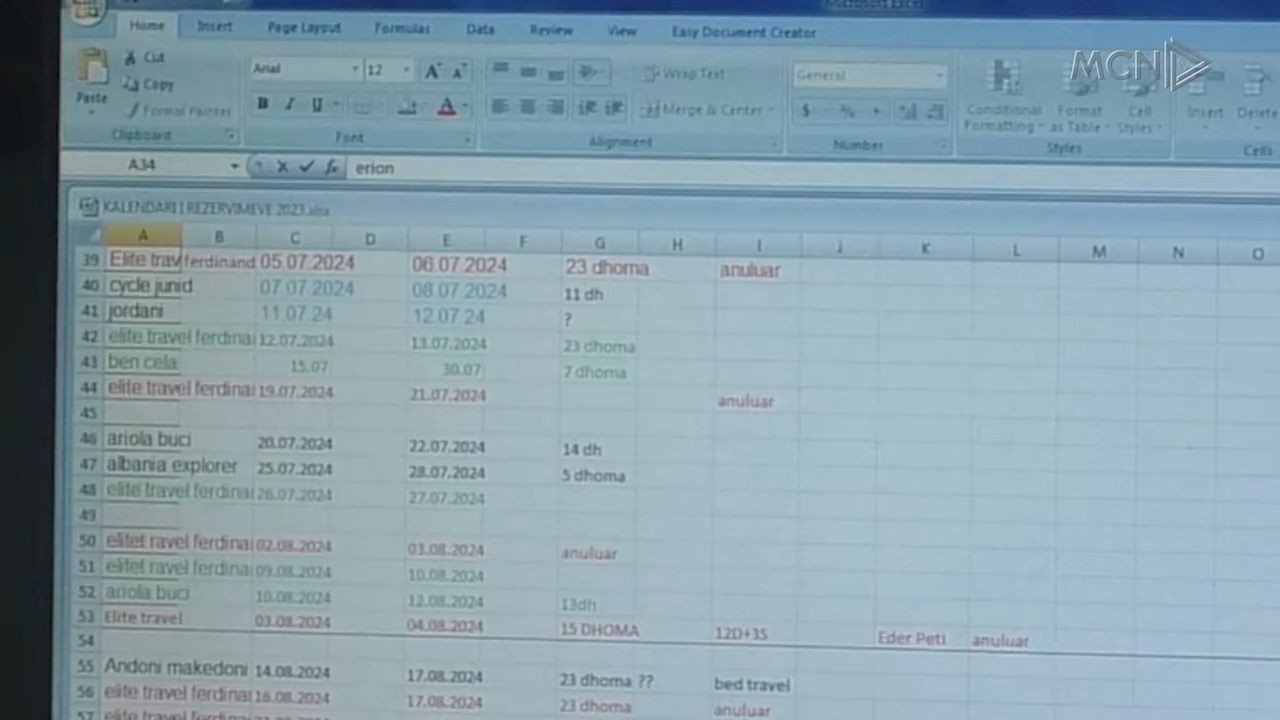 Microsoft Excel
Home Insert Page Layout Formulas Data Review View Easy Document Creator
MCN
Paste Cut Copy Format Painter Clipboard
Arial 12 B I U Font
Wrap Text Merge & Center Alignment
General $ % , Number
Conditional Formatting Format as Table Cell Styles Styles
Insert Delete Cells
A34 fx erion
KALENDARI I REZERVIMEVE 2023.xlsx
A B C D E F G H I J K L M N O
39 Elite trav ferdinand 05.07.2024 06.07.2024 23 dhoma anuluar
40 cycle junid 07.07.2024 08.07.2024 11 dh
41 jordani 11.07.24 12.07.24 ?
42 elite travel ferdina 12.07.2024 13.07.2024 23 dhoma
43 ben cela 15.07 30.07 7 dhoma
44 elite travel ferdina 19.07.2024 21.07.2024 anuluar
45
46 ariola buci 20.07.2024 22.07.2024 14 dh
47 albania explorer 25.07.2024 28.07.2024 5 dhoma
48 elite travel ferdina 26.07.2024 27.07.2024
49
50 elitet ravel ferdina 02.08.2024 03.08.2024 anuluar
51 elitet ravel ferdina 09.08.2024 10.08.2024
52 ariola buci 10.08.2024 12.08.2024 13dh
53 Elite travel 03.08.2024 04.08.2024 15 DHOMA 12D+3S Eder Peti anuluar
54
55 Andoni makedoni 14.08.2024 17.08.2024 23 dhoma ?? bed travel
56 elite travel ferdina 16.08.2024 17.08.2024 23 dhoma anuluar
57 elite travel ferdina